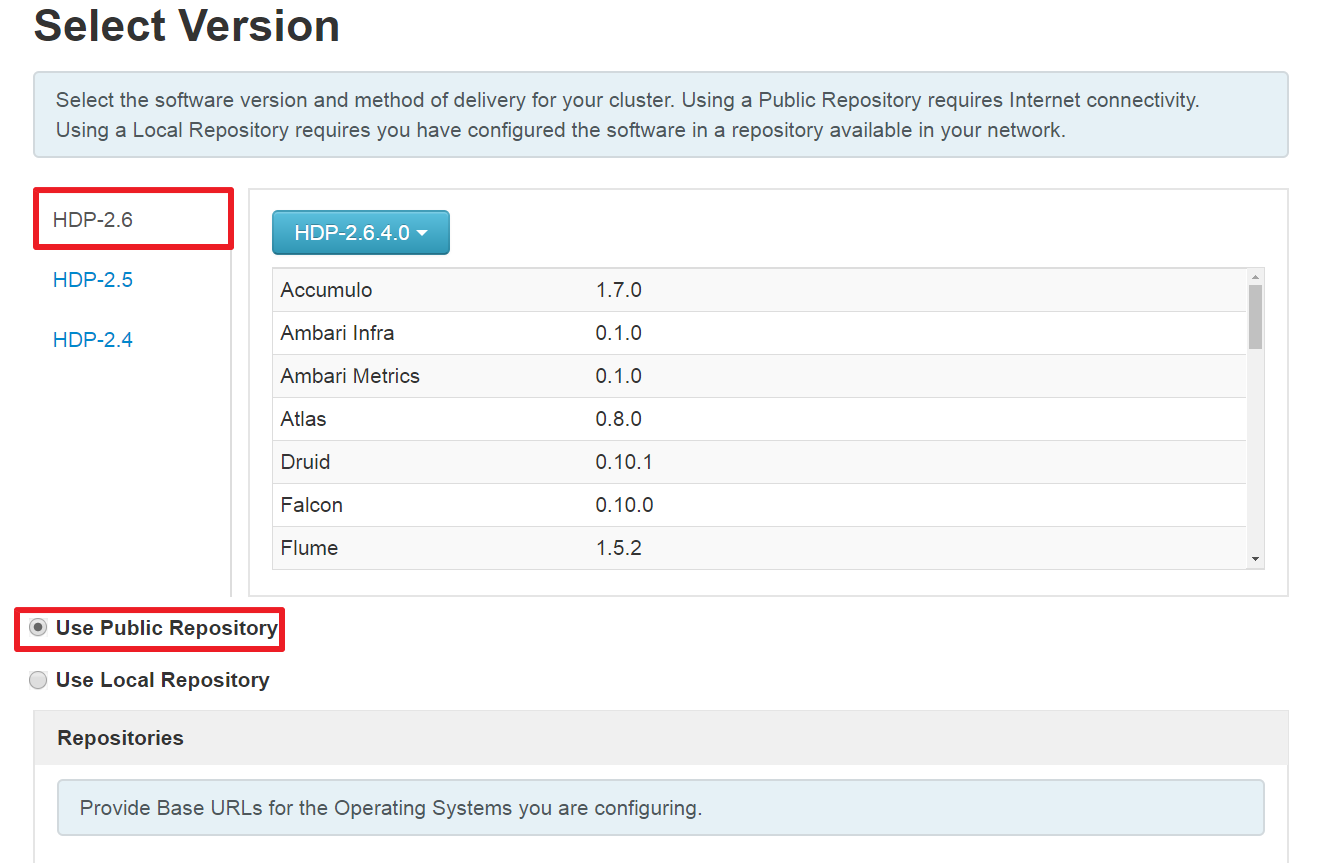 Select Version
Select the software version and method of delivery for your cluster. Using a Public Repository requires Internet connectivity.
Using a Local Repository requires you have configured the software in a repository available in your network.
HDP-2.6
HDP-2.5
HDP-2.4
HDP-2.6.4.0
Accumulo 1.7.0
Ambari Infra 0.1.0
Ambari Metrics 0.1.0
Atlas 0.8.0
Druid 0.10.1
Falcon 0.10.0
Flume 1.5.2
Use Public Repository
Use Local Repository
Repositories
Provide Base URLs for the Operating Systems you are configuring.